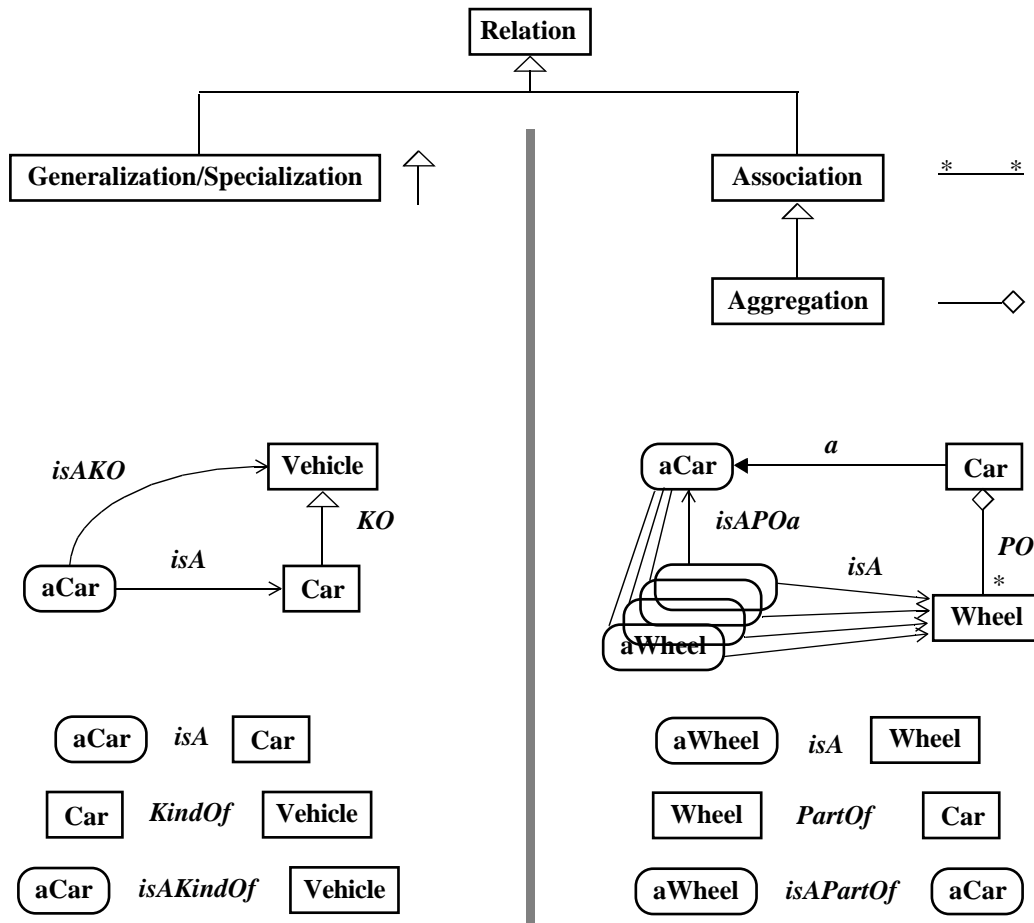 Relation
Generalization/Specialization
Association
* *
Aggregation
isAKO
Vehicle
KO
isA
aCar
Car
aCar
a
Car
isAPOa
PO
isA
*
Wheel
aWheel
aCar isA Car
Car KindOf Vehicle
aCar isAKindOf Vehicle
aWheel isA Wheel
Wheel PartOf Car
aWheel isAPartOf aCar